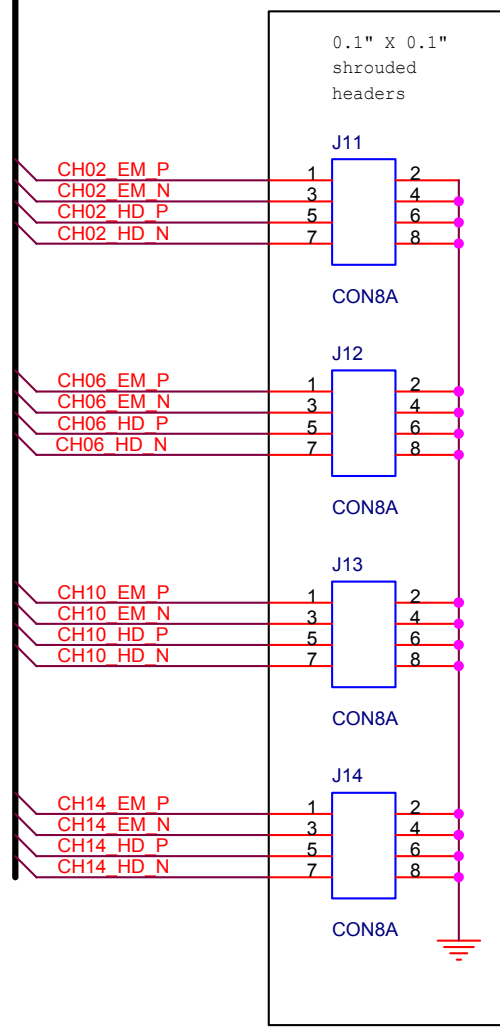 0.1" X 0.1"
shrouded
headers
J11
CH02_EM_P 1 2
CH02_EM_N 3 4
CH02_HD_P 5 6
CH02_HD_N 7 8
CON8A
J12
CH06_EM_P 1 2
CH06_EM_N 3 4
CH06_HD_P 5 6
CH06_HD_N 7 8
CON8A
J13
CH10_EM_P 1 2
CH10_EM_N 3 4
CH10_HD_P 5 6
CH10_HD_N 7 8
CON8A
J14
CH14_EM_P 1 2
CH14_EM_N 3 4
CH14_HD_P 5 6
CH14_HD_N 7 8
CON8A